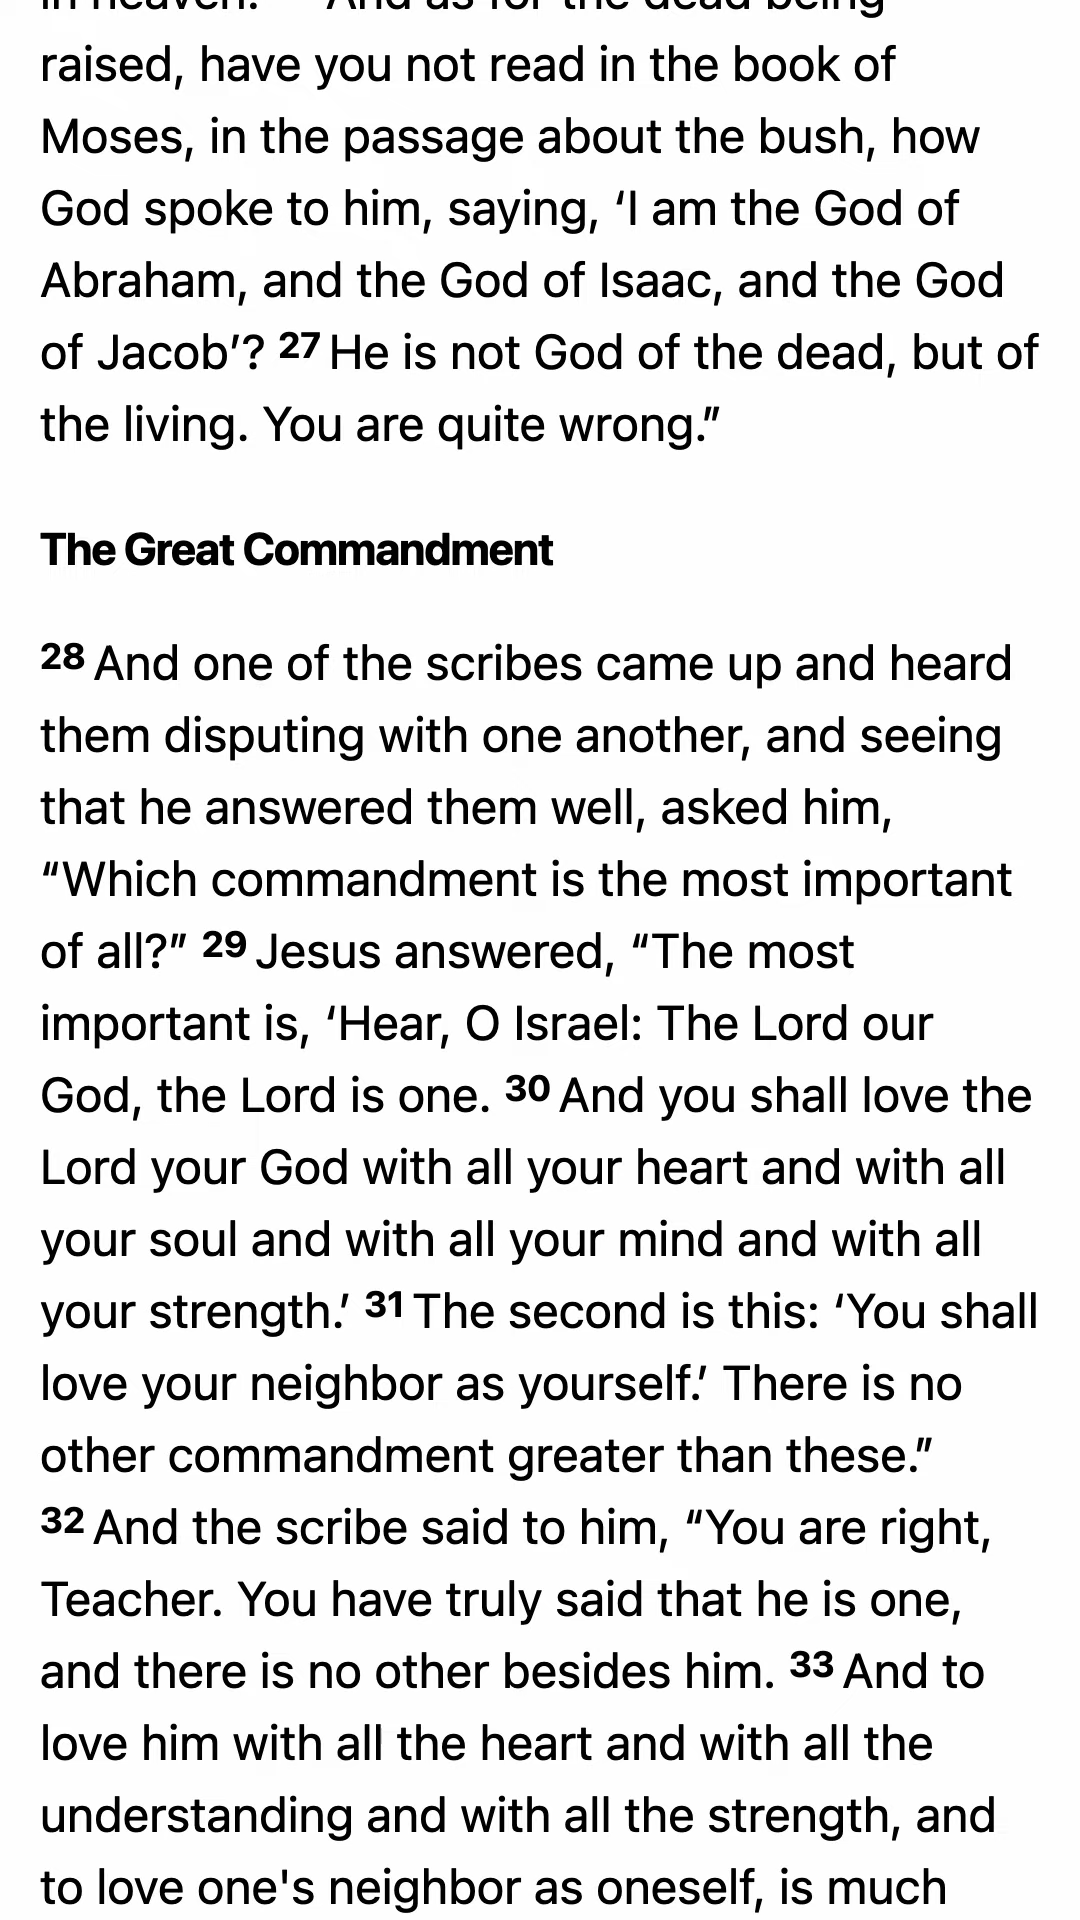 in heaven. And as for the dead being
raised, have you not read in the book of
Moses, in the passage about the bush, how
God spoke to him, saying, ‘I am the God of
Abraham, and the God of Isaac, and the God
of Jacob’? 27 He is not God of the dead, but of
the living. You are quite wrong.”
The Great Commandment
28 And one of the scribes came up and heard
them disputing with one another, and seeing
that he answered them well, asked him,
“Which commandment is the most important
of all?” 29 Jesus answered, “The most
important is, ‘Hear, O Israel: The Lord our
God, the Lord is one. 30 And you shall love the
Lord your God with all your heart and with all
your soul and with all your mind and with all
your strength.’ 31 The second is this: ‘You shall
love your neighbor as yourself.’ There is no
other commandment greater than these.”
32 And the scribe said to him, “You are right,
Teacher. You have truly said that he is one,
and there is no other besides him. 33 And to
love him with all the heart and with all the
understanding and with all the strength, and
to love one's neighbor as oneself, is much